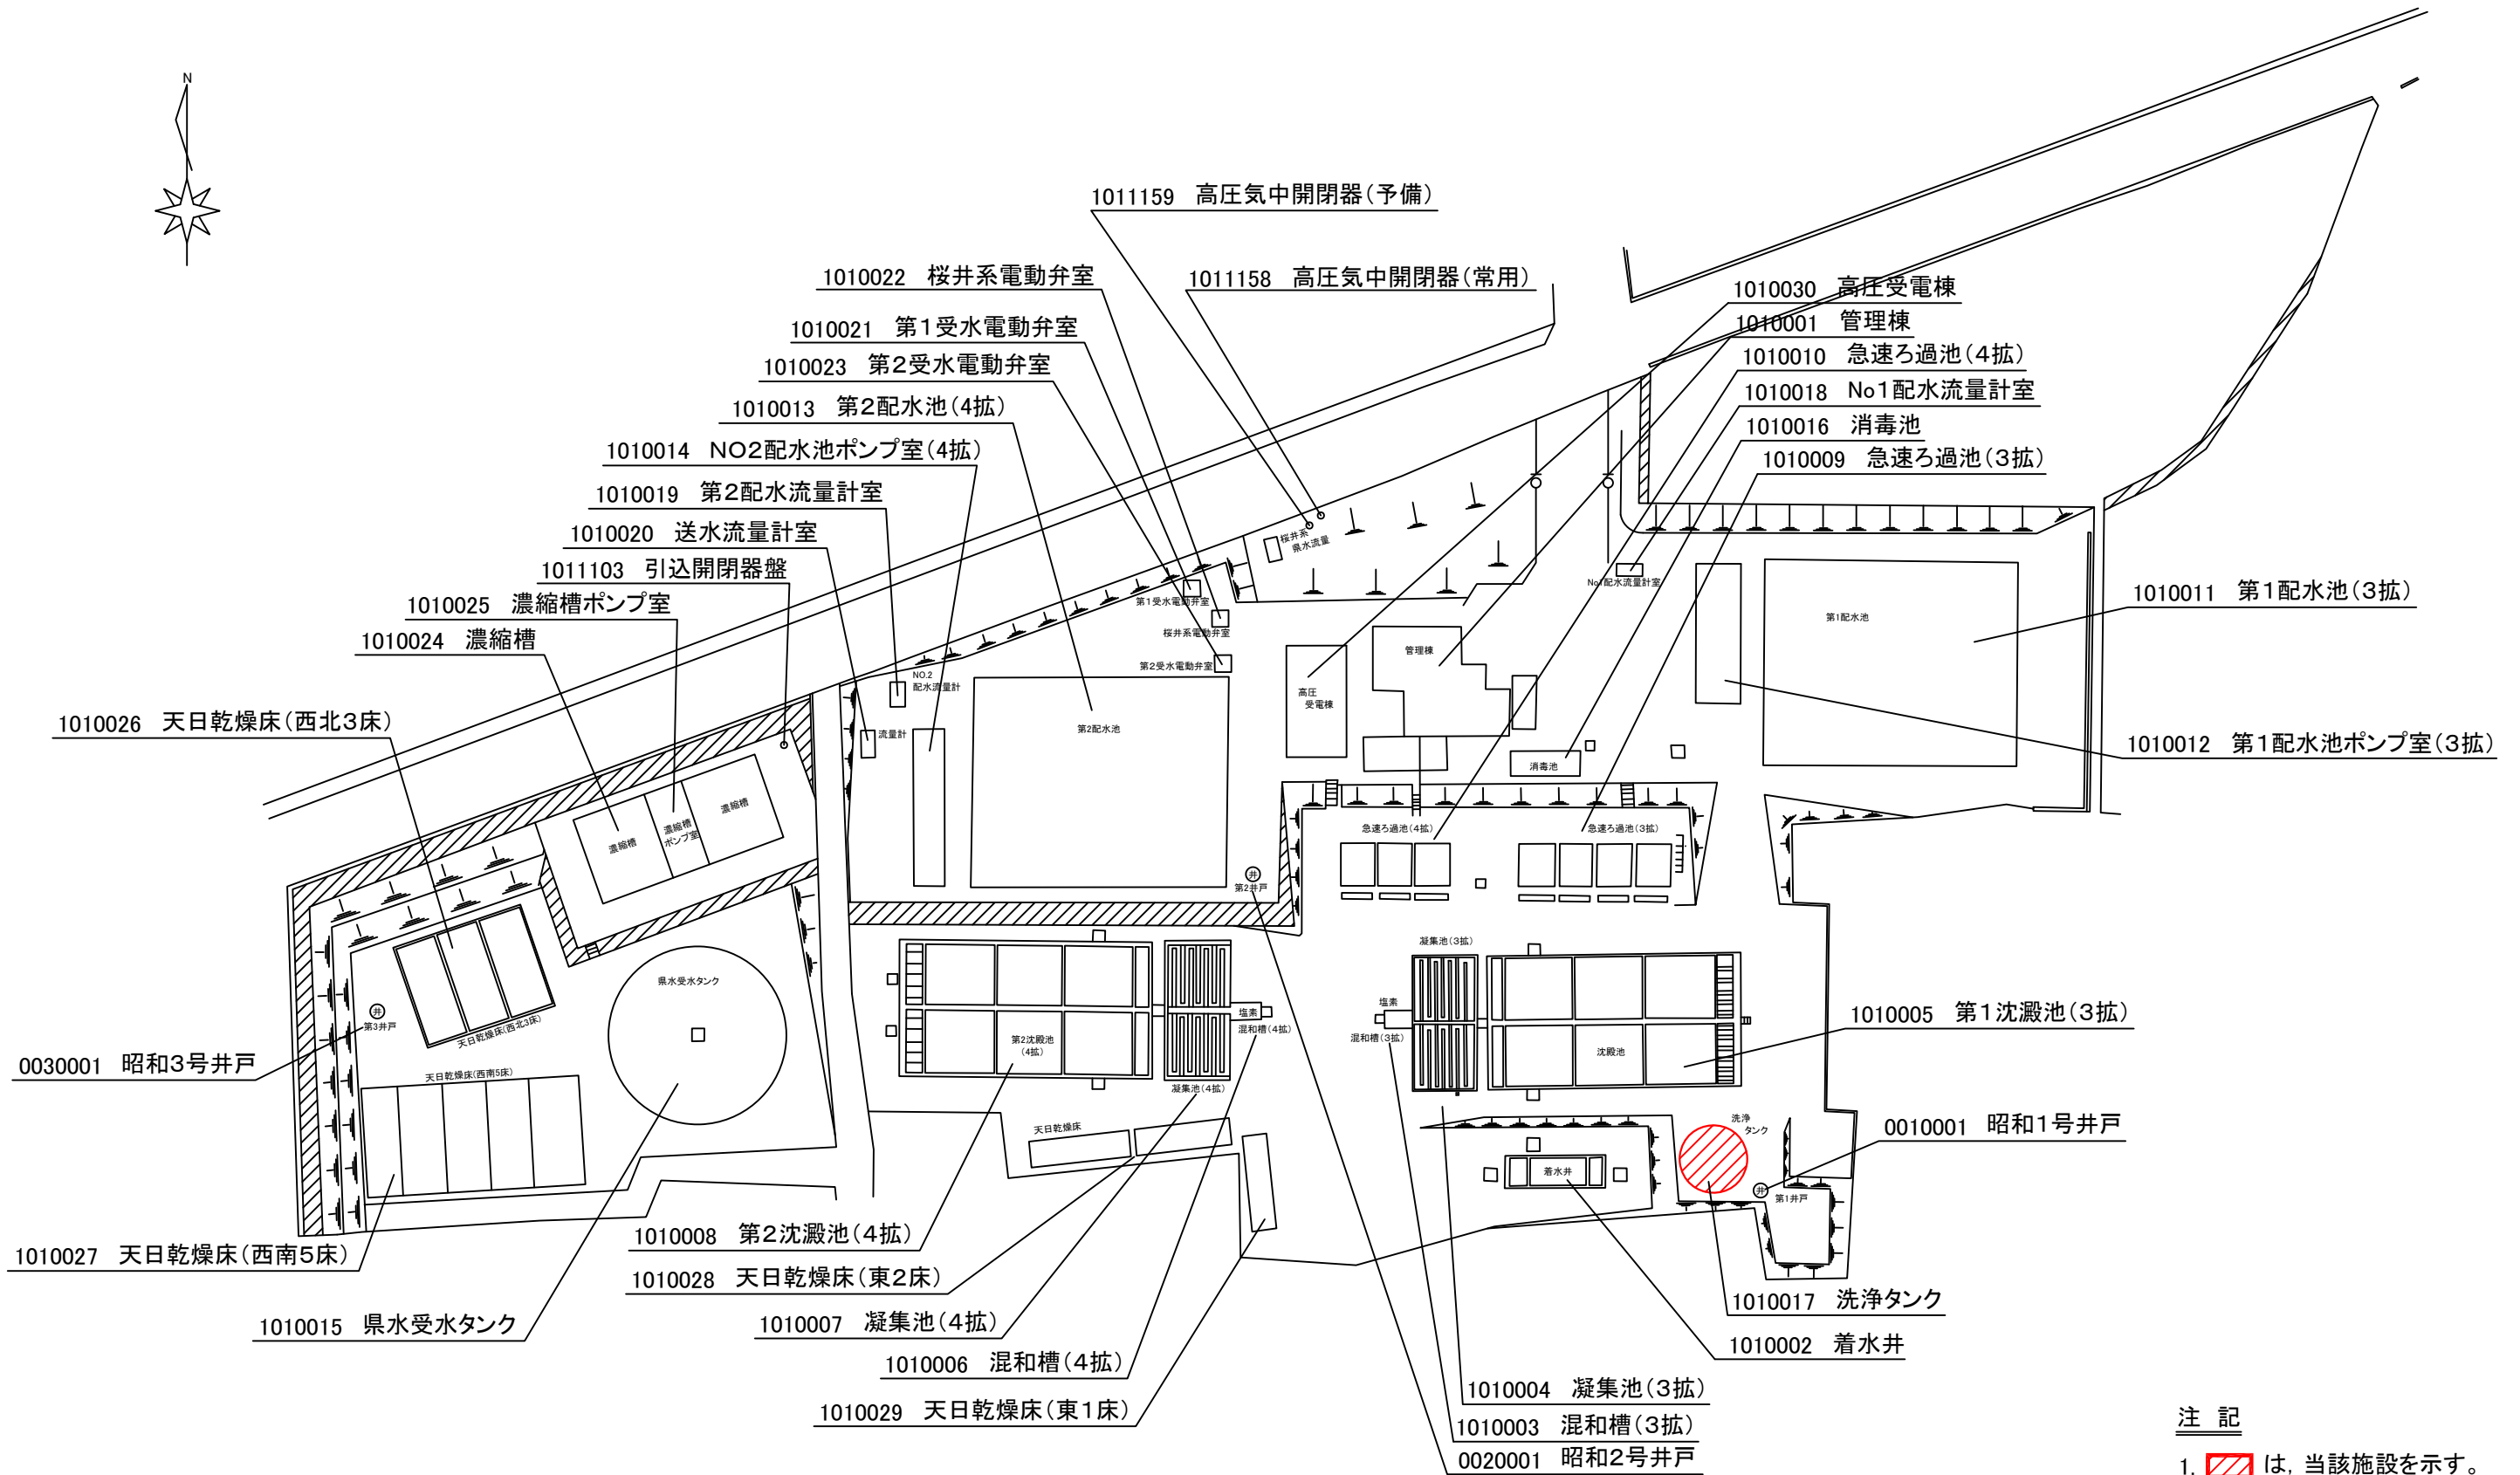 N
1011159 高圧気中開閉器(予備)
1010022 桜井系電動弁室
1011158 高圧気中開閉器(常用)
1010030 高圧受電棟
1010021 第1受水電動弁室
1010001 管理棟
1010023 第2受水電動弁室
1010010 急速ろ過池(4拡)
1010013 第2配水池(4拡)
1010018 No1配水流量計室
1010014 NO2配水池ポンプ室(4拡)
1010016 消毒池
1010009 急速ろ過池(3拡)
1010019 第2配水流量計室
1010020 送水流量計室
1011103 引込開閉器盤
1010025 濃縮槽ポンプ室
1010024 濃縮槽
1010026 天日乾燥床(西北3床)
桜井系
県水流量
No1配水流量計室
第1受水電動弁室
桜井系電動弁室
第2受水電動弁室
NO.2
配水流量計
流量計
第2配水池
高圧
受電棟
管理棟
消毒池
第1配水池
1010011 第1配水池(3拡)
1010012 第1配水池ポンプ室(3拡)
濃縮槽
濃縮槽
ポンプ室
濃縮槽
急速ろ過池(4拡)
急速ろ過池(3拡)
井
第2井戸
井
第3井戸
天日乾燥床(西北3床)
県水受水タンク
天日乾燥床(西南5床)
第2沈殿池
(4拡)
塩素
混和槽(4拡)
凝集池(4拡)
凝集池(3拡)
塩素
混和槽(3拡)
沈殿池
1010005 第1沈澱池(3拡)
0030001 昭和3号井戸
天日乾燥床
洗浄
タンク
着水井
井
第1井戸
0010001 昭和1号井戸
1010027 天日乾燥床(西南5床)
1010008 第2沈澱池(4拡)
1010028 天日乾燥床(東2床)
1010015 県水受水タンク
1010007 凝集池(4拡)
1010006 混和槽(4拡)
1010029 天日乾燥床(東1床)
1010017 洗浄タンク
1010002 着水井
1010004 凝集池(3拡)
1010003 混和槽(3拡)
0020001 昭和2号井戸
注 記
1. は, 当該施設を示す。